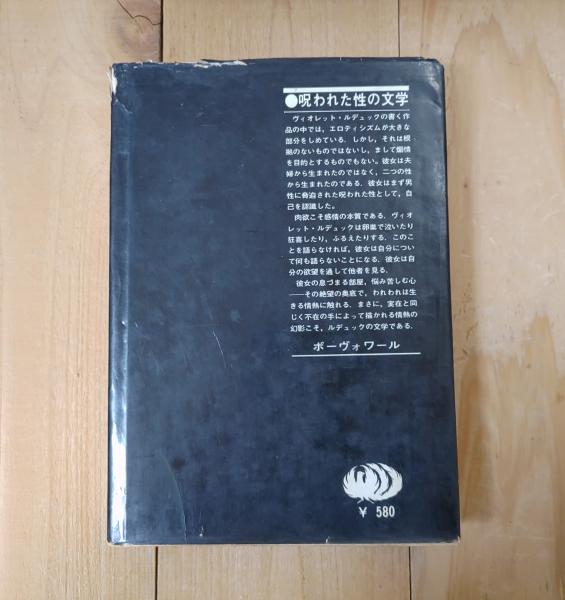 ●呪われた性の文学
ヴィオレット・ルデュックの書く作
品の中では，エロティシズムが大きな
部分をしめている．しかし，それは根
拠のないものではないし，まして煽情
を目的とするものでもない。彼女は夫
婦から生まれたのではなく，二つの性
から生まれたのである．彼女はまず男
性に脅迫された呪われた性として，自
己を認識した。
肉欲こそ感情の本質である．ヴィオ
レット・ルデュックは卵巣で泣いたり
狂喜したり，ふるえたりする．このこ
とを語らなければ，彼女は自分につい
て何も語らないことになる．彼女は自
分の欲望を通して他者を見る．
彼女の息づまる部屋，悩み苦しむ心
──その絶望の奥底で，われわれは生
きる情熱に触れる．まさに，実在と同
じく不在の手によって描かれる情熱の
幻影こそ，ルデュックの文学である．
ボーヴォワール
¥ 580